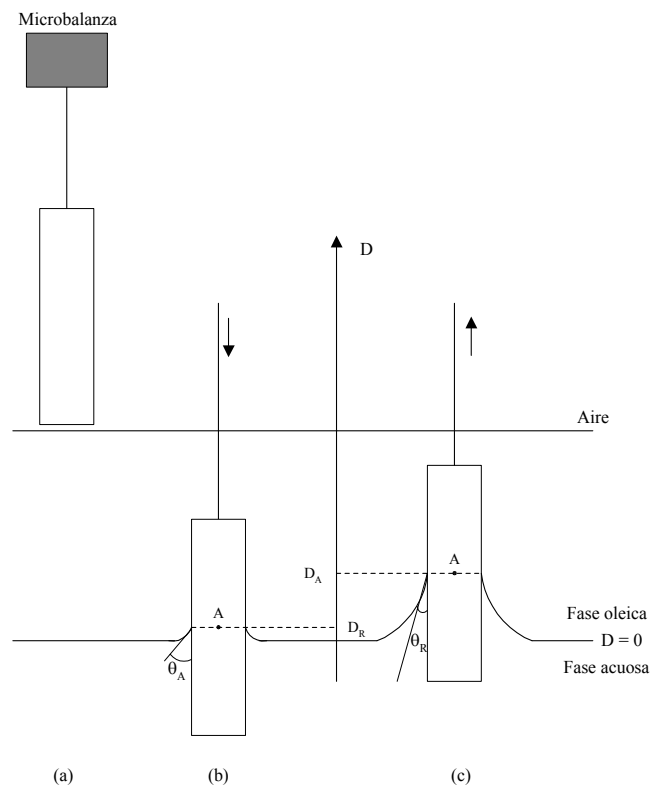 Microbalanza
D
Aire
A
D_A
A
D_R
Fase oleica
D = 0
Fase acuosa
θ_A
θ_R
(a)
(b)
(c)